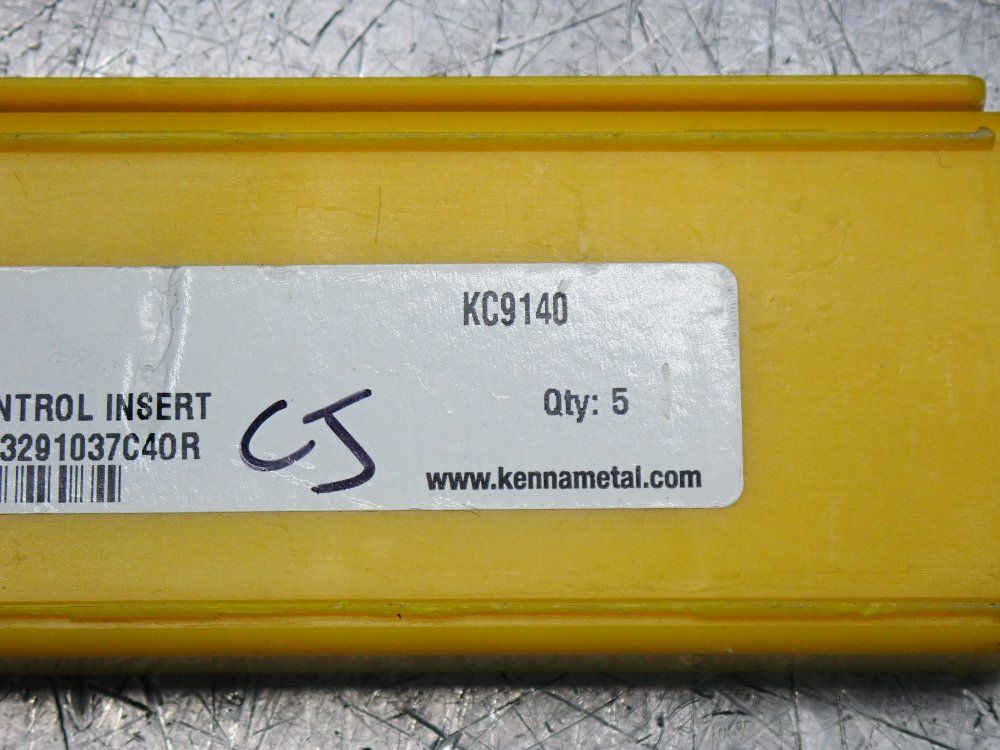 KC9140
NTROL INSERT
Qty: 5
3291037C40R
CJ
www.kennametal.com